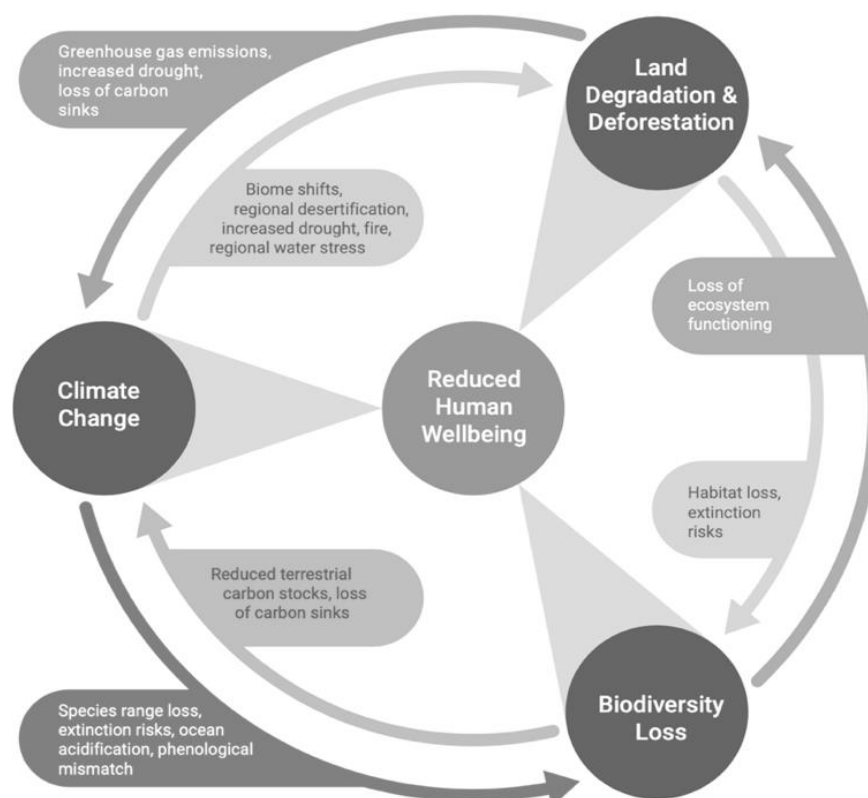 Greenhouse gas emissions,
increased drought,
loss of carbon
sinks
Land
Degradation &
Deforestation
Biome shifts,
regional desertification,
increased drought, fire,
regional water stress
Loss of
ecosystem
functioning
Climate
Change
Reduced
Human
Wellbeing
Habitat loss,
extinction
risks
Reduced terrestrial
carbon stocks, loss
of carbon sinks
Species range loss,
extinction risks, ocean
acidification, phenological
mismatch
Biodiversity
Loss